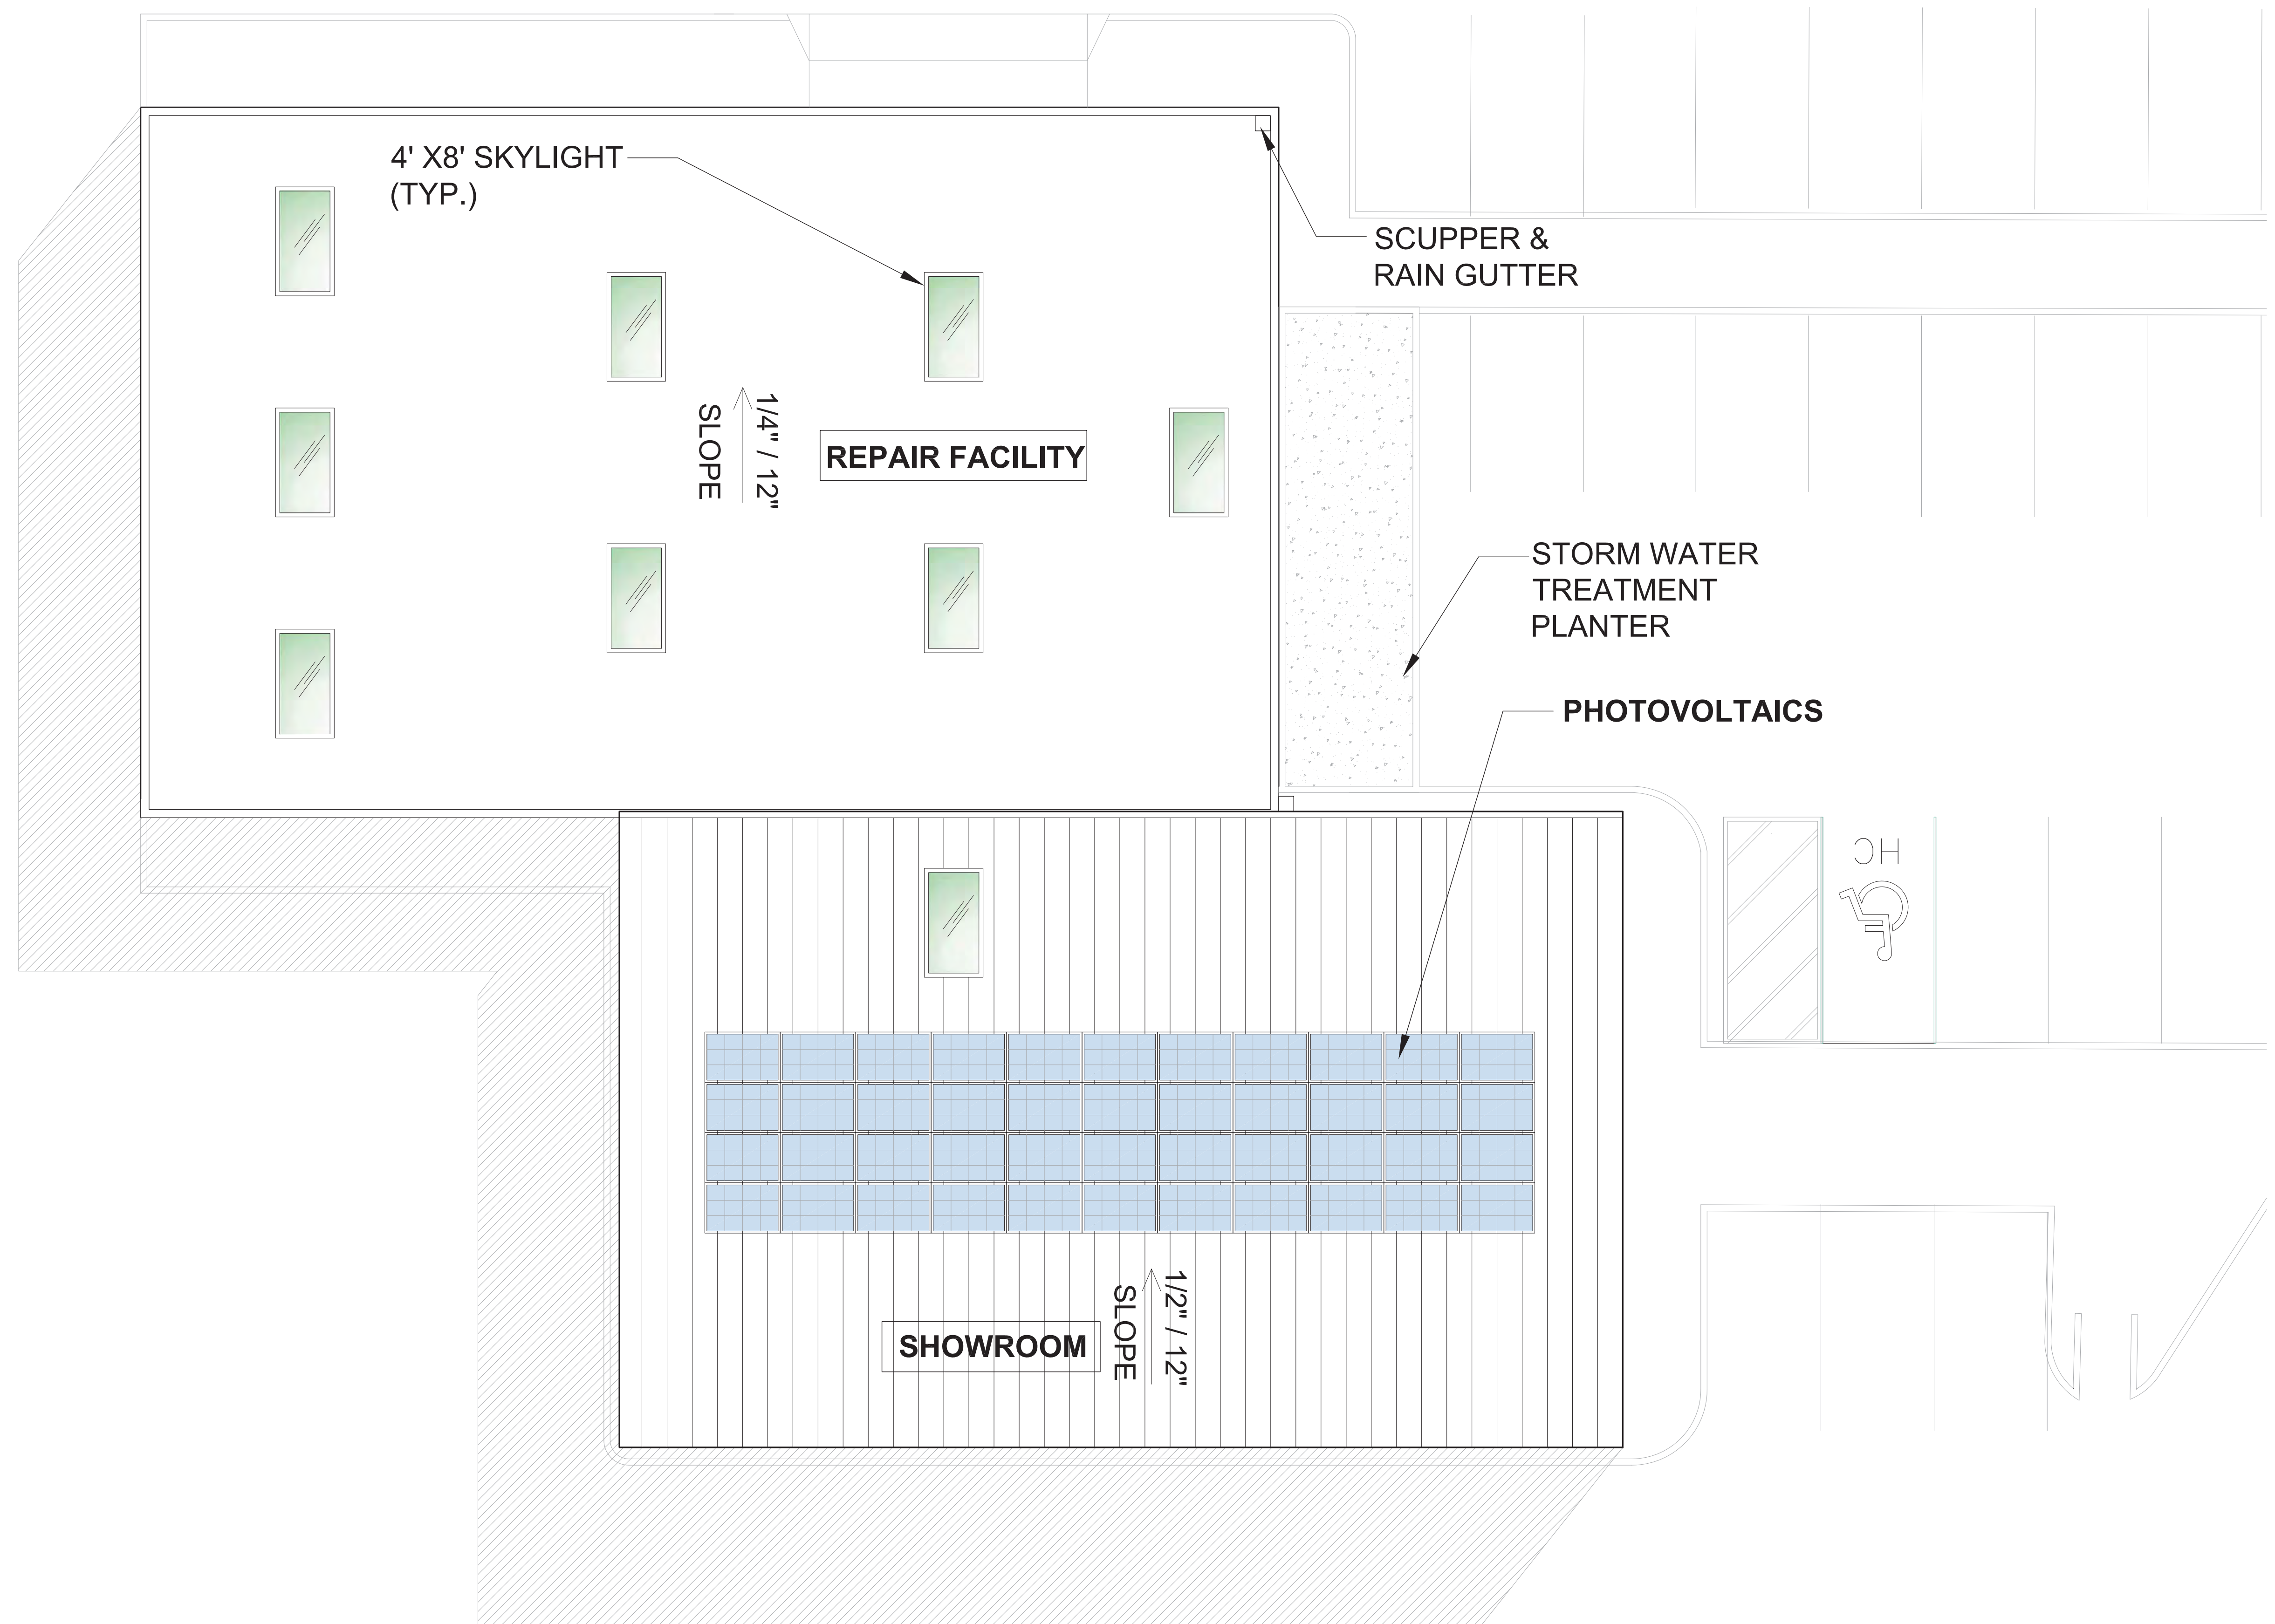 4' X8' SKYLIGHT
(TYP.)
SCUPPER &
RAIN GUTTER
1/4" / 12"
SLOPE
REPAIR FACILITY
STORM WATER
TREATMENT
PLANTER
PHOTOVOLTAICS
HC
1/2" / 12"
SLOPE
SHOWROOM